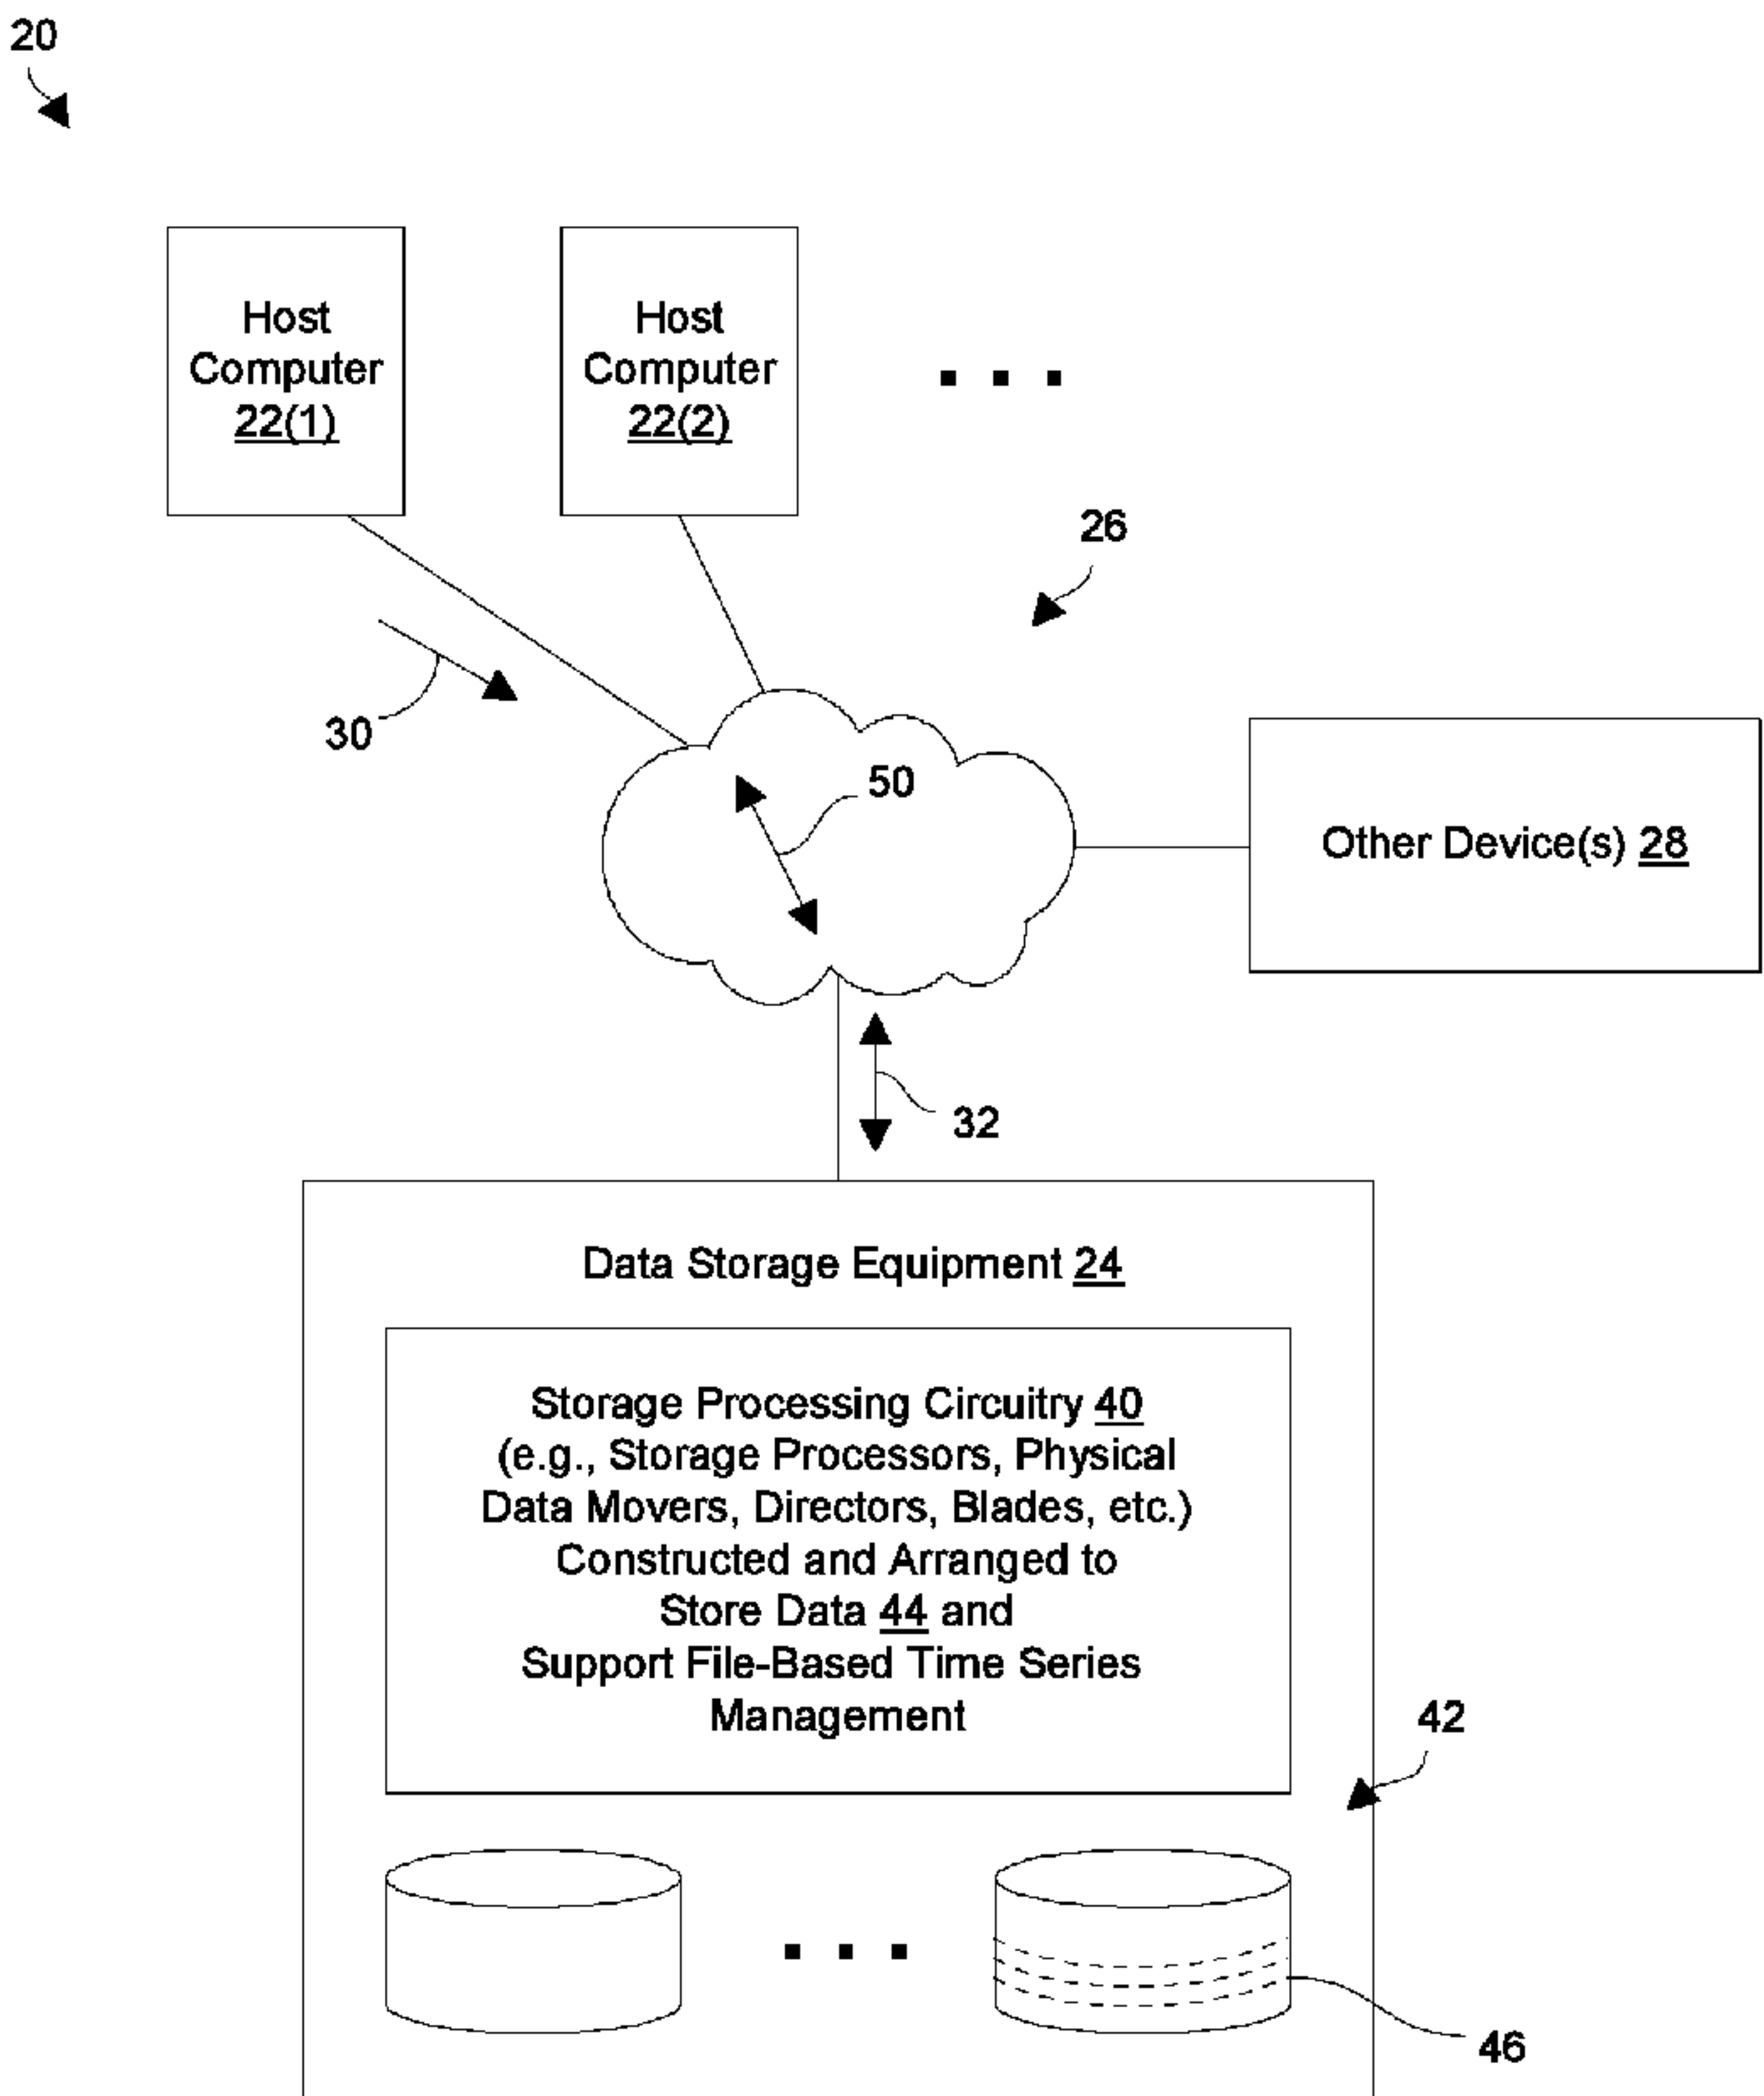 20
Host
Computer
22(1)
Host
Computer
22(2)
26
30
50
Other Device(s) 28
32
Data Storage Equipment 24
Storage Processing Circuitry 40
(e.g., Storage Processors, Physical
Data Movers, Directors, Blades, etc.)
Constructed and Arranged to
Store Data 44 and
Support File-Based Time Series
Management
42
46